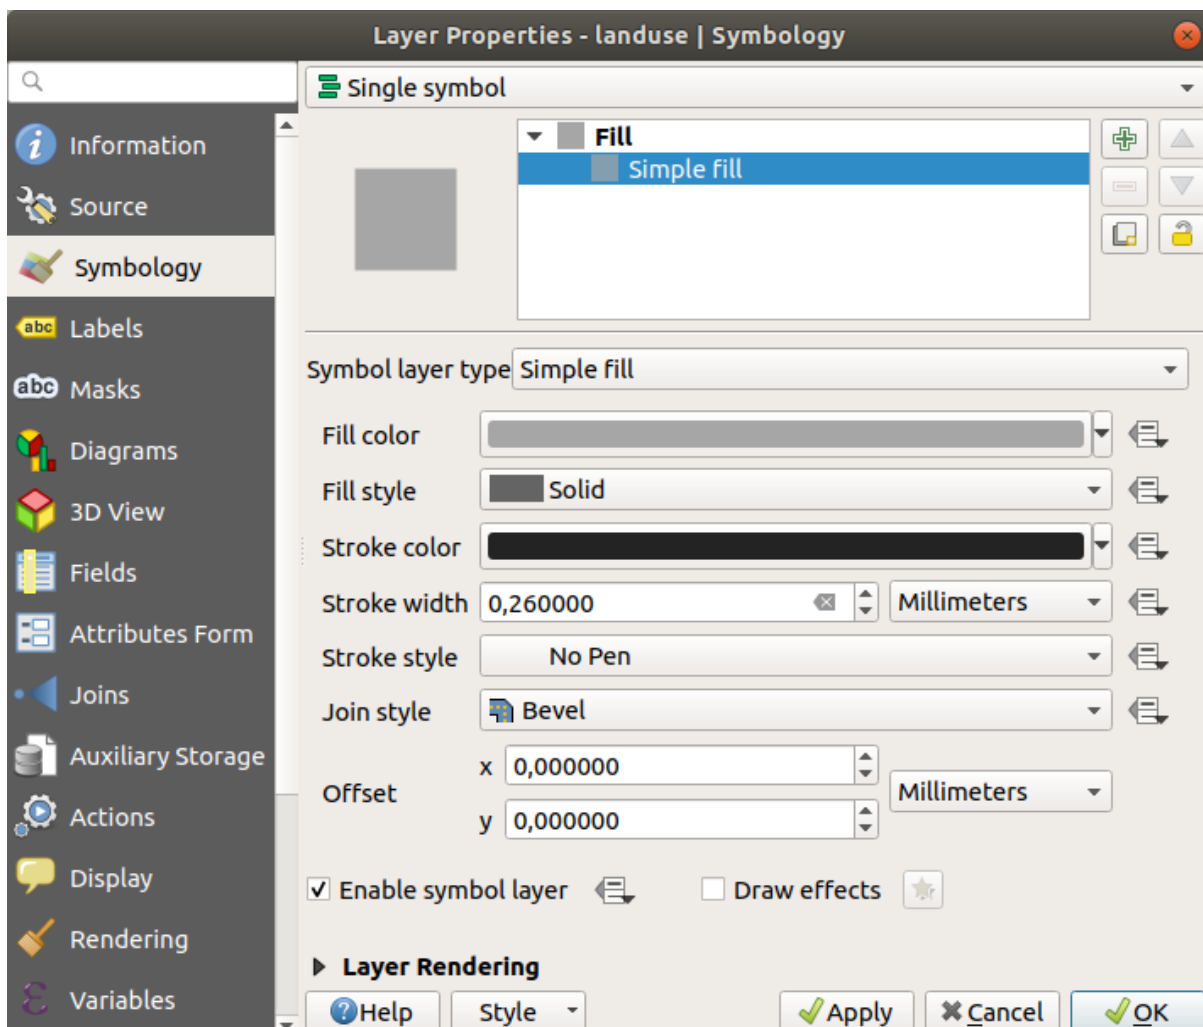 Layer Properties - landuse | Symbology
Single symbol
Information
Source
Symbology
Labels
Masks
Diagrams
3D View
Fields
Attributes Form
Joins
Auxiliary Storage
Actions
Display
Rendering
Variables
Fill
Simple fill
Symbol layer type Simple fill
Fill color
Fill style Solid
Stroke color
Stroke width 0,260000 Millimeters
Stroke style No Pen
Join style Bevel
Offset x 0,000000 Millimeters
y 0,000000
Enable symbol layer Draw effects
Layer Rendering
Help Style Apply Cancel OK